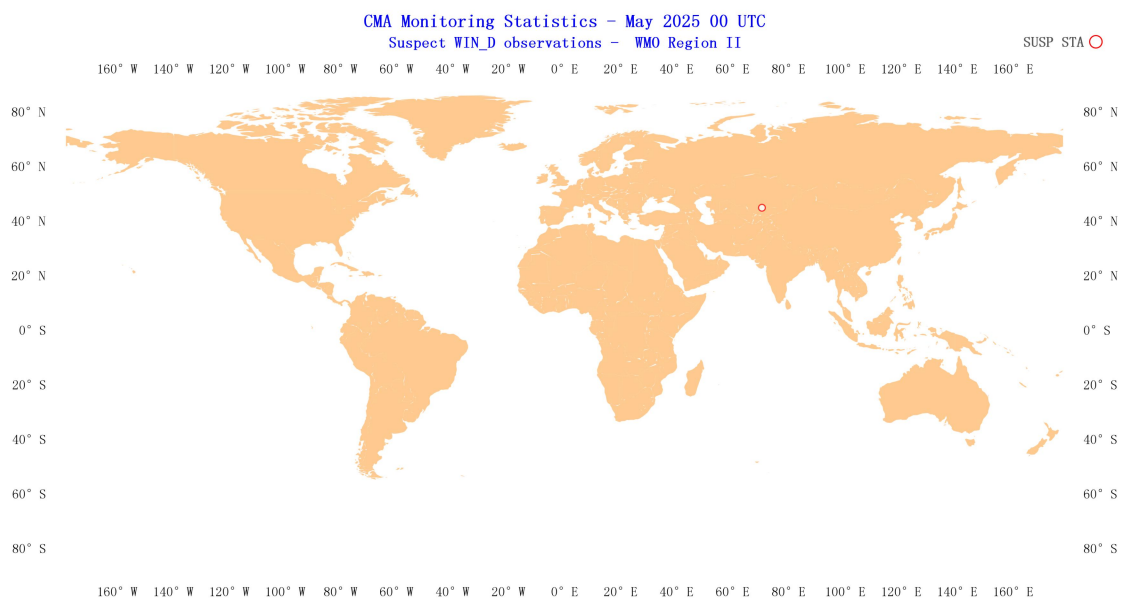 CMA Monitoring Statistics - May 2025 00 UTC
Suspect WIN_D observations - WMO Region II
SUSP STA
160° W 140° W 120° W 100° W 80° W 60° W 40° W 20° W 0° E 20° E 40° E 60° E 80° E 100° E 120° E 140° E 160° E
80° N 80° N
60° N 60° N
40° N 40° N
20° N 20° N
0° S 0° S
20° S 20° S
40° S 40° S
60° S 60° S
80° S 80° S
160° W 140° W 120° W 100° W 80° W 60° W 40° W 20° W 0° E 20° E 40° E 60° E 80° E 100° E 120° E 140° E 160° E